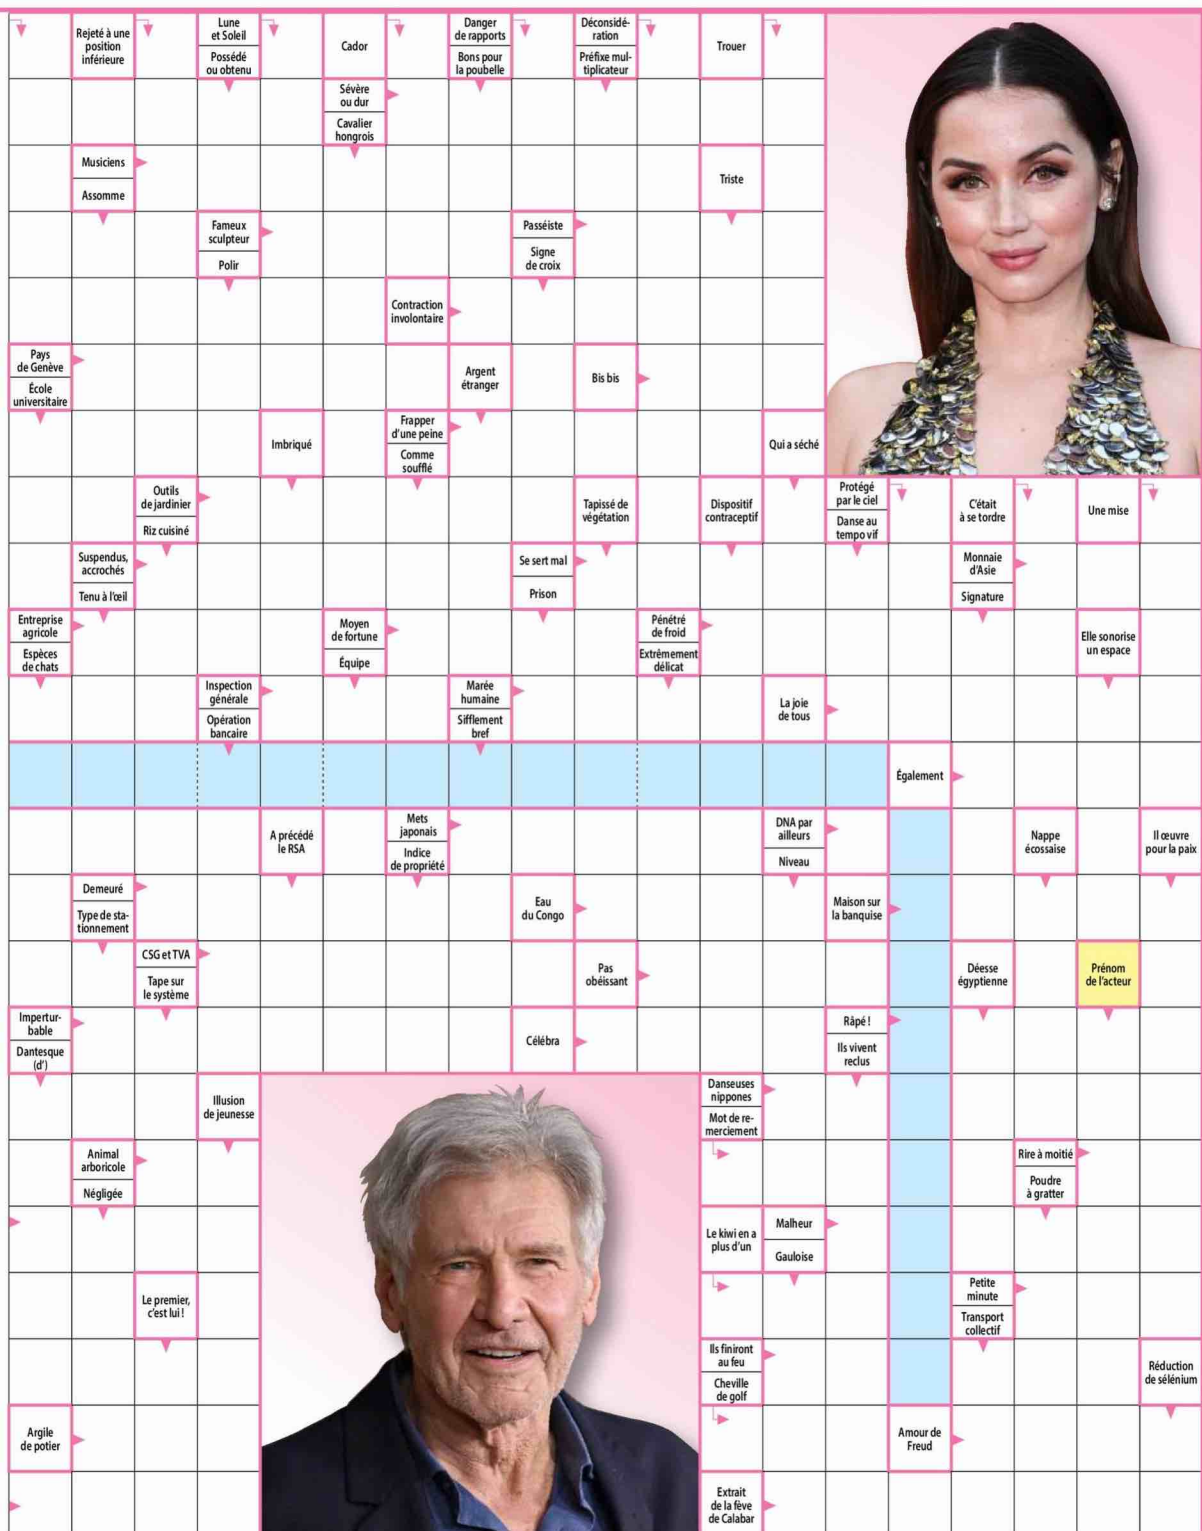 Rejeté à une
position
inférieure
Lune
et Soleil
Possédé
ou obtenu
Cador
Danger
de rapports
Bons pour
la poubelle
Déconsidé-
ration
Préfixe mul-
tiplicateur
Trouer
Sévère
ou dur
Cavalier
hongrois
Musiciens
Assomme
Triste
Fameux
sculpteur
Polir
Passéiste
Signe
de croix
Contraction
involontaire
Pays
de Genève
École
universitaire
Argent
étranger
Bis bis
Imbriqué
Frapper
d'une peine
Comme
soufflé
Qui a séché
Outils
de jardinier
Riz cuisiné
Tapissé de
végétation
Dispositif
contraceptif
Protégé
par le ciel
Danse au
tempo vif
C'était
à se tordre
Une mise
Suspendus,
accrochés
Tenu à l'œil
Se sert mal
Prison
Monnaie
d'Asie
Signature
Entreprise
agricole
Espèces
de chats
Moyen
de fortune
Équipe
Pénétré
de froid
Extrêmement
délicat
Elle sonorise
un espace
Inspection
générale
Opération
bancaire
Marée
humaine
Sifflement
bref
La joie
de tous
Également
A précédé
le RSA
Mets
japonais
Indice
de propriété
DNA par
ailleurs
Niveau
Nappe
écossaise
Il œuvre
pour la paix
Demeuré
Type de sta-
tionnement
Eau
du Congo
Maison sur
la banquise
CSG et TVA
Tape sur
le système
Pas
obéissant
Déesse
égyptienne
Prénom
de l'acteur
Impertur-
bable
Dantesque
(d')
Célébra
Râpé !
Ils vivent
reclus
Illusion
de jeunesse
Danseuses
nippones
Mot de re-
merciement
Animal
arboricole
Négligée
Rire à moitié
Poudre
à gratter
Le kiwi en a
plus d'un
Malheur
Gauloise
Le premier,
c'est lui !
Petite
minute
Transport
collectif
Ils finiront
au feu
Cheville
de golf
Réduction
de sélénium
Argile
de potier
Amour de
Freud
Extrait
de la fève
de Calabar